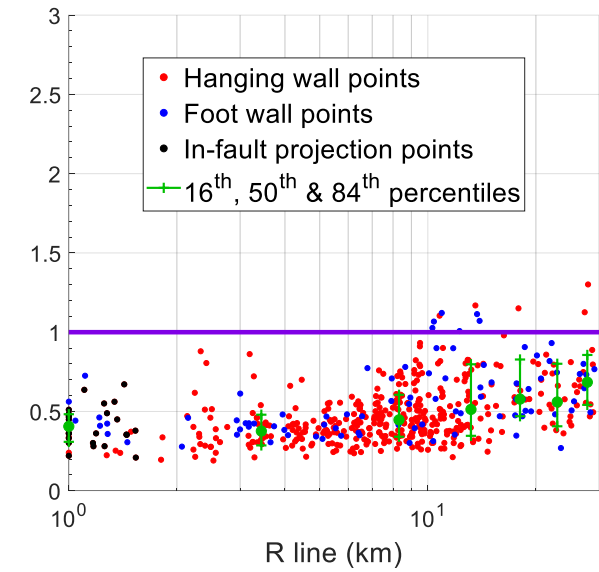 3
2.5
2
1.5
1
0.5
0
Hanging wall points
Foot wall points
In-fault projection points
16th, 50th & 84th percentiles
10^0 10^1
R line (km)